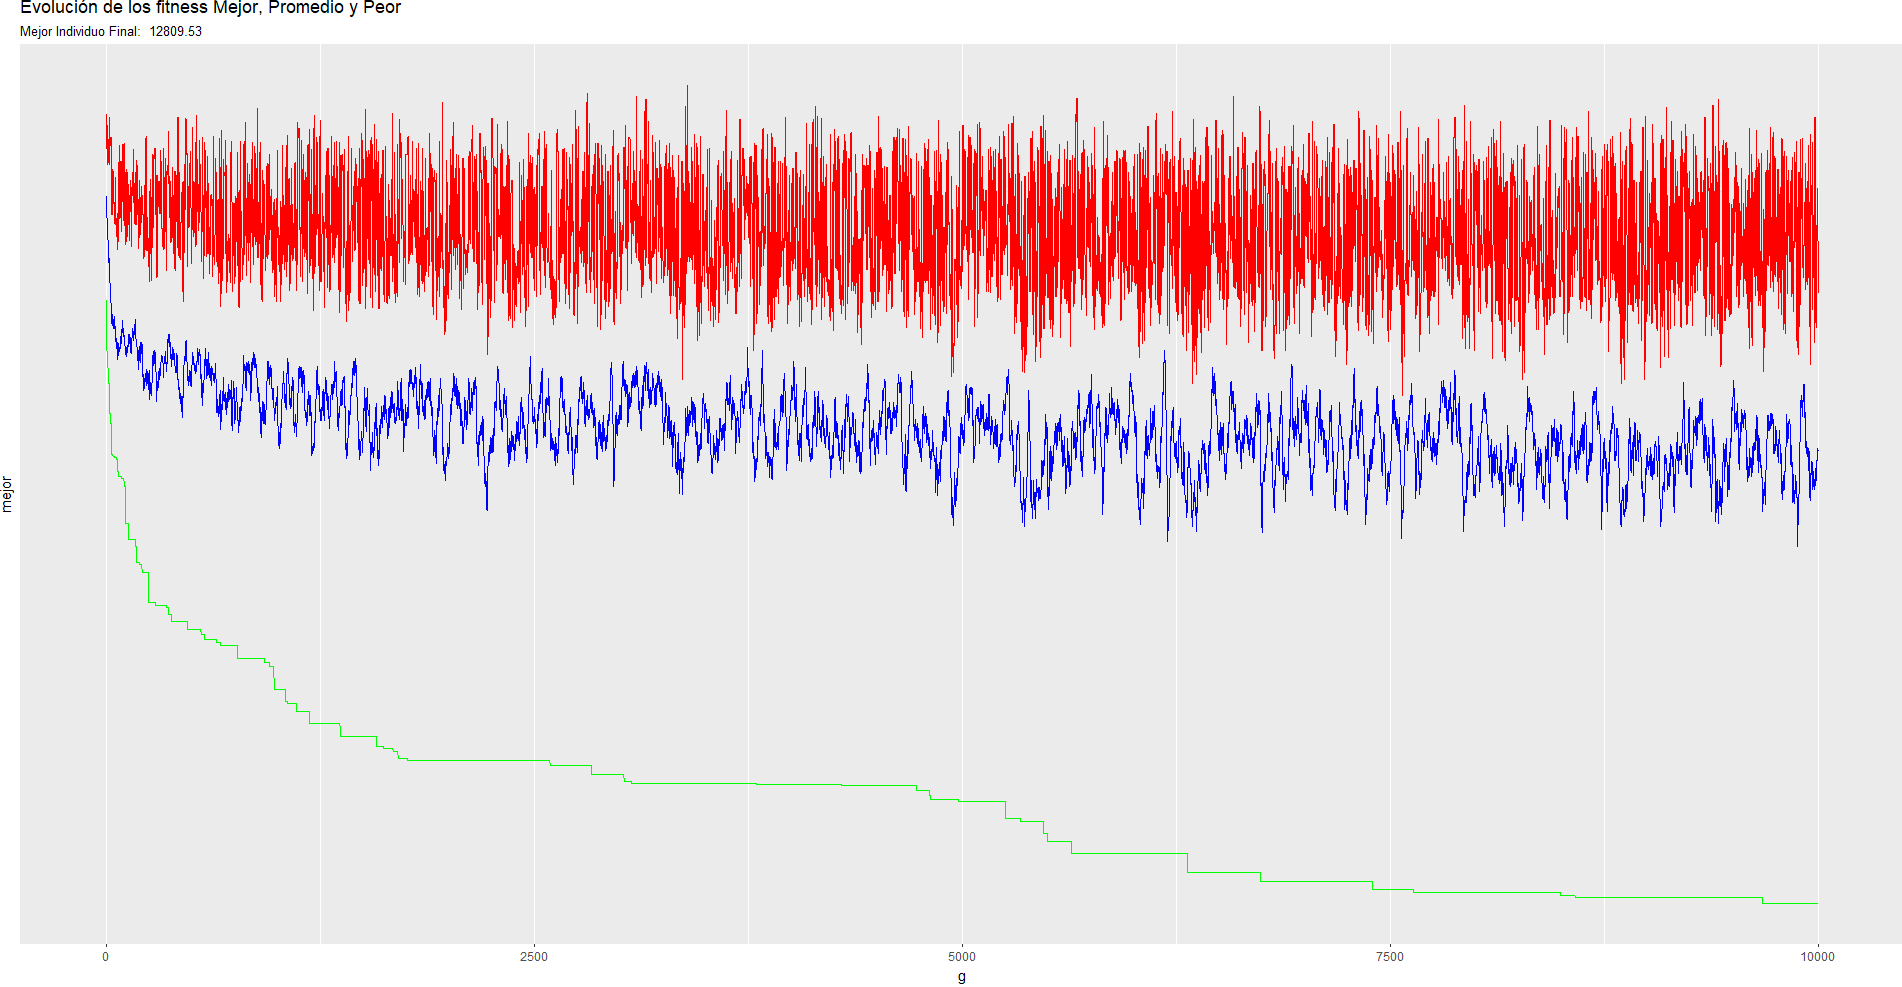 Evolución de los fitness Mejor, Promedio y Peor
Mejor Individuo Final: 12809.53
mejor
0 2500 5000 7500 10000
g